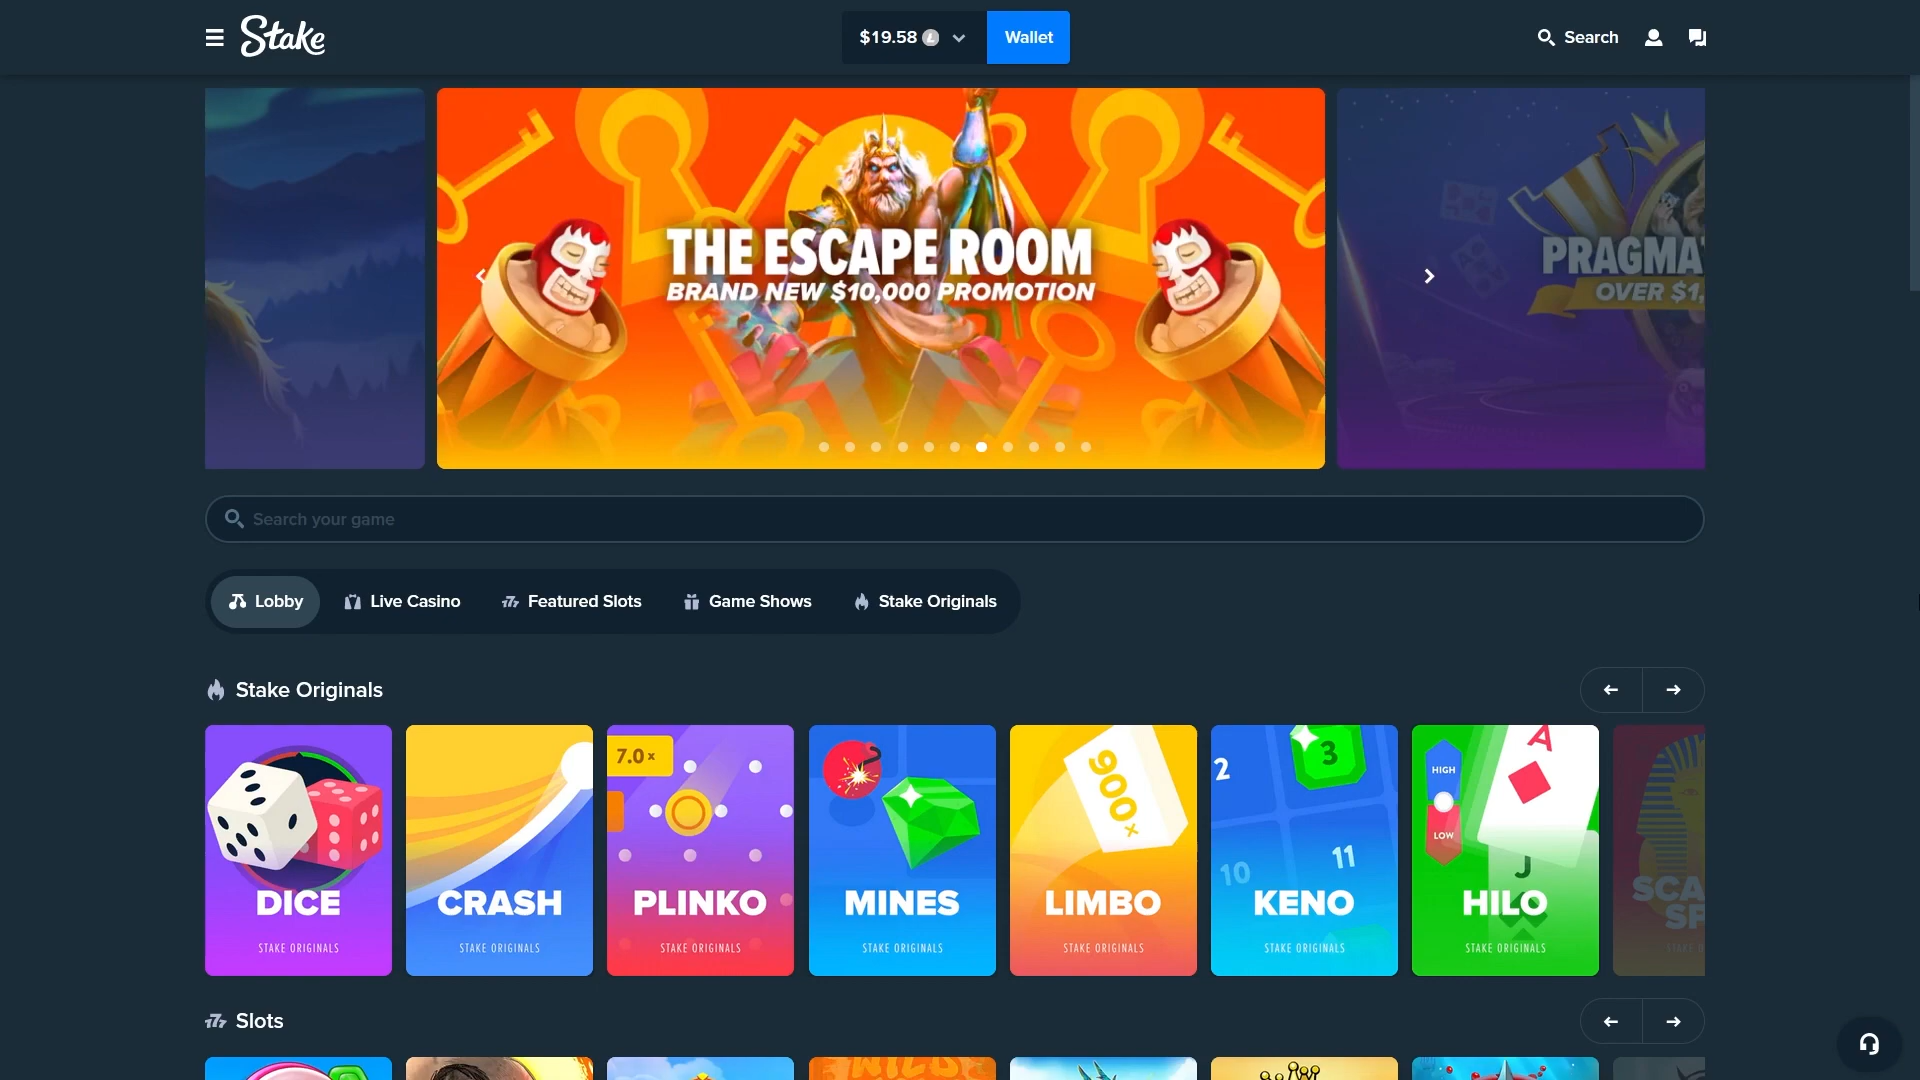 Stake
$19.58
Wallet
Search
THE ESCAPE ROOM
BRAND NEW $10,000 PROMOTION
OVER $1,
Search your game
Lobby
Live Casino
Featured Slots
Game Shows
Stake Originals
Stake Originals
7.0x
900x
2
3
10
11
HIGH
LOW
A
J
DICE
CRASH
PLINKO
MINES
LIMBO
KENO
HILO
STAKE ORIGINALS
STAKE ORIGINALS
STAKE ORIGINALS
STAKE ORIGINALS
STAKE ORIGINALS
STAKE ORIGINALS
STAKE ORIGINALS
Slots